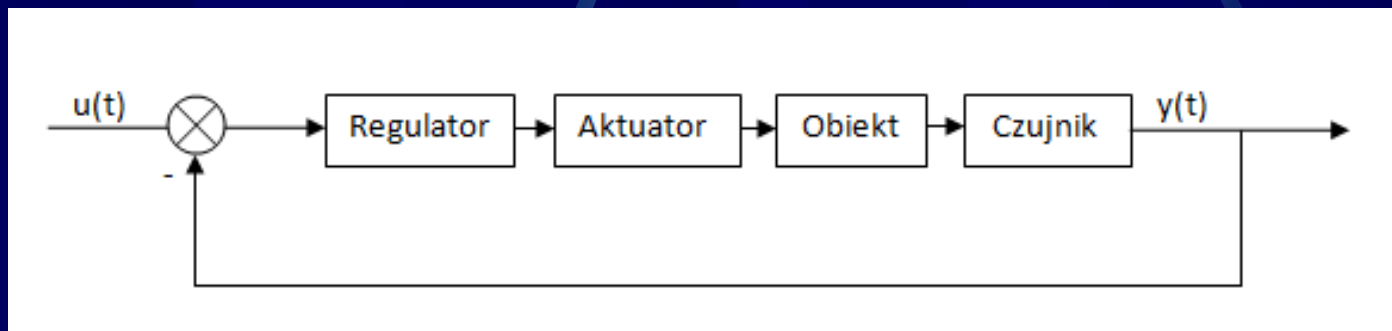 u(t)
Regulator
Aktuator
Obiekt
Czujnik
y(t)
-